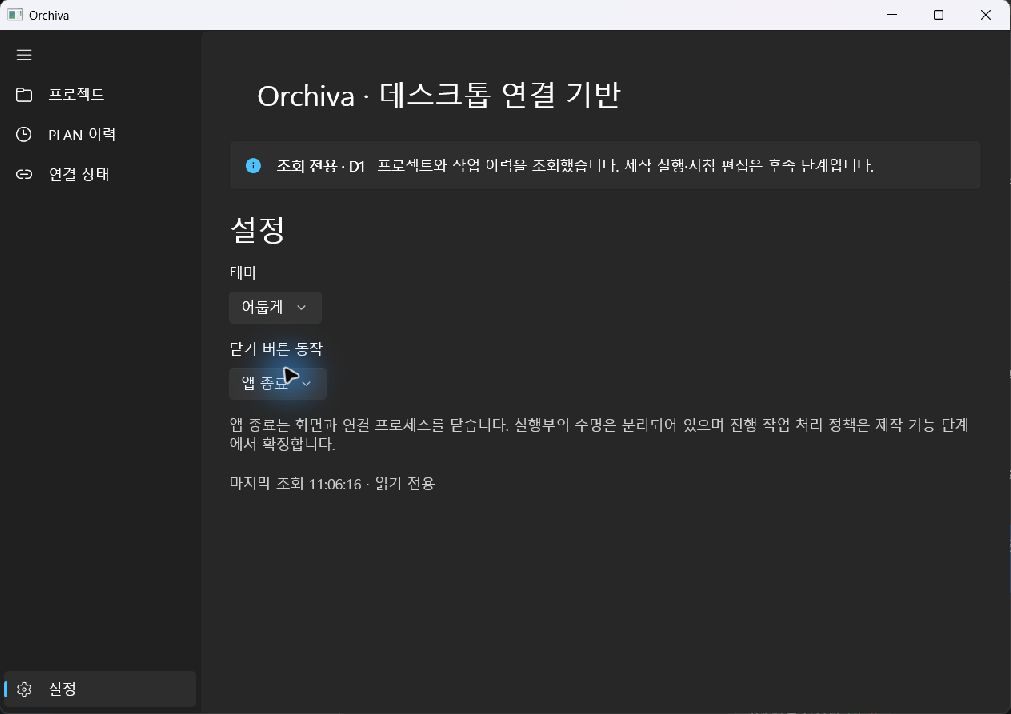 Orchiva
프로젝트
PLAN 이력
연결 상태
Orchiva · 데스크톱 연결 기반
조회 전용 · D1 프로젝트와 작업 이력을 조회했습니다. 제작 실행·시험 편집은 후속 단계입니다.
설정
테마
어둡게
닫기 버튼 동작
앱 종료
앱 종료는 화면과 연결 프로세스를 닫습니다. 실행부의 수명은 분리되어 있으며 진행 작업 처리 정책은 제작 기능 단계
에서 확정합니다.
마지막 조회 11:06:16 · 읽기 전용
설정